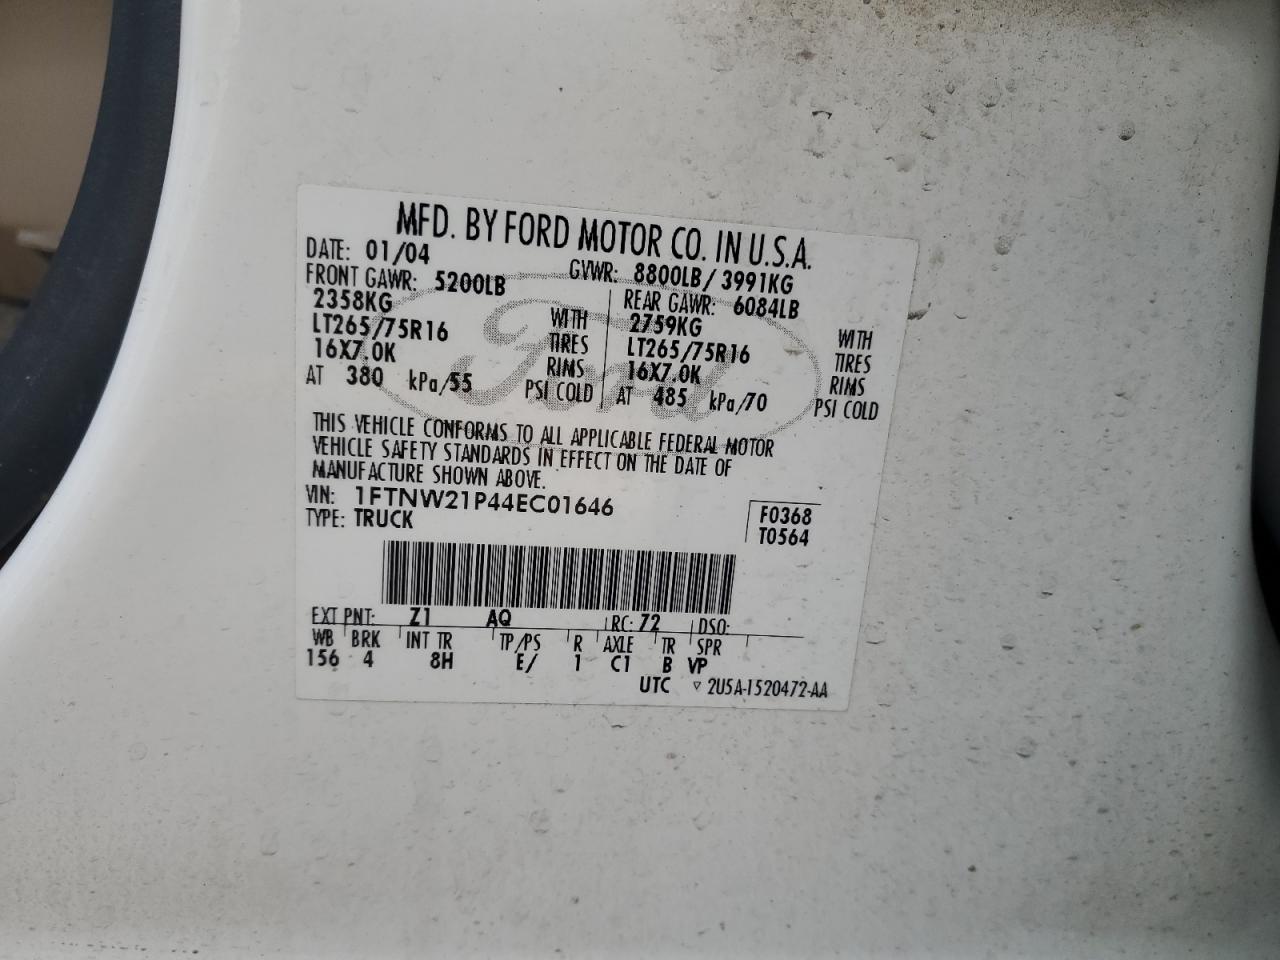 MFD. BY FORD MOTOR CO. IN U.S.A.
DATE: 01/04 GVWR: 8800LB/ 3991KG
FRONT GAWR: 5200LB REAR GAWR: 6084LB
2358KG WITH 2759KG WITH
LT265/75R16 TIRES LT265/75R16 TIRES
16X7.0K RIMS 16X7.0K RIMS
AT 380 kPa/55 PSI COLD AT 485 kPa/70 PSI COLD
Ford
THIS VEHICLE CONFORMS TO ALL APPLICABLE FEDERAL MOTOR
VEHICLE SAFETY STANDARDS IN EFFECT ON THE DATE OF
MANUFACTURE SHOWN ABOVE.
VIN: 1FTNW21P44EC01646 F0368
TYPE: TRUCK T0564
EXT PNT: Z1 AQ RC: 72 DSO:
WB BRK INT TR TP/PS R AXLE TR SPR
156 4 8H E/ 1 C1 B VP
UTC ▽ 2U5A-1520472-AA